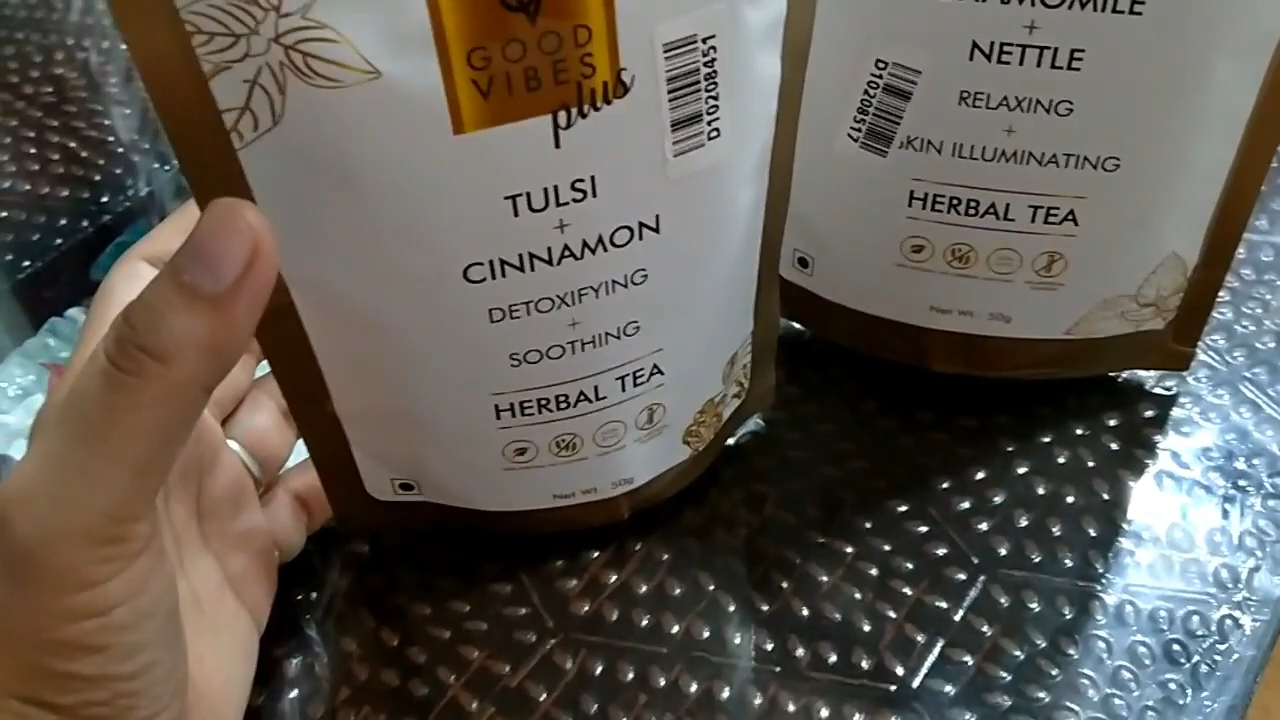 GOOD
VIBES
plus
D10208451
TULSI
+
CINNAMON
DETOXIFYING
+
SOOTHING
HERBAL TEA
Net Wt. 50g
+
NETTLE
RELAXING
+
SKIN ILLUMINATING
D10208517
HERBAL TEA
Net Wt. 50g